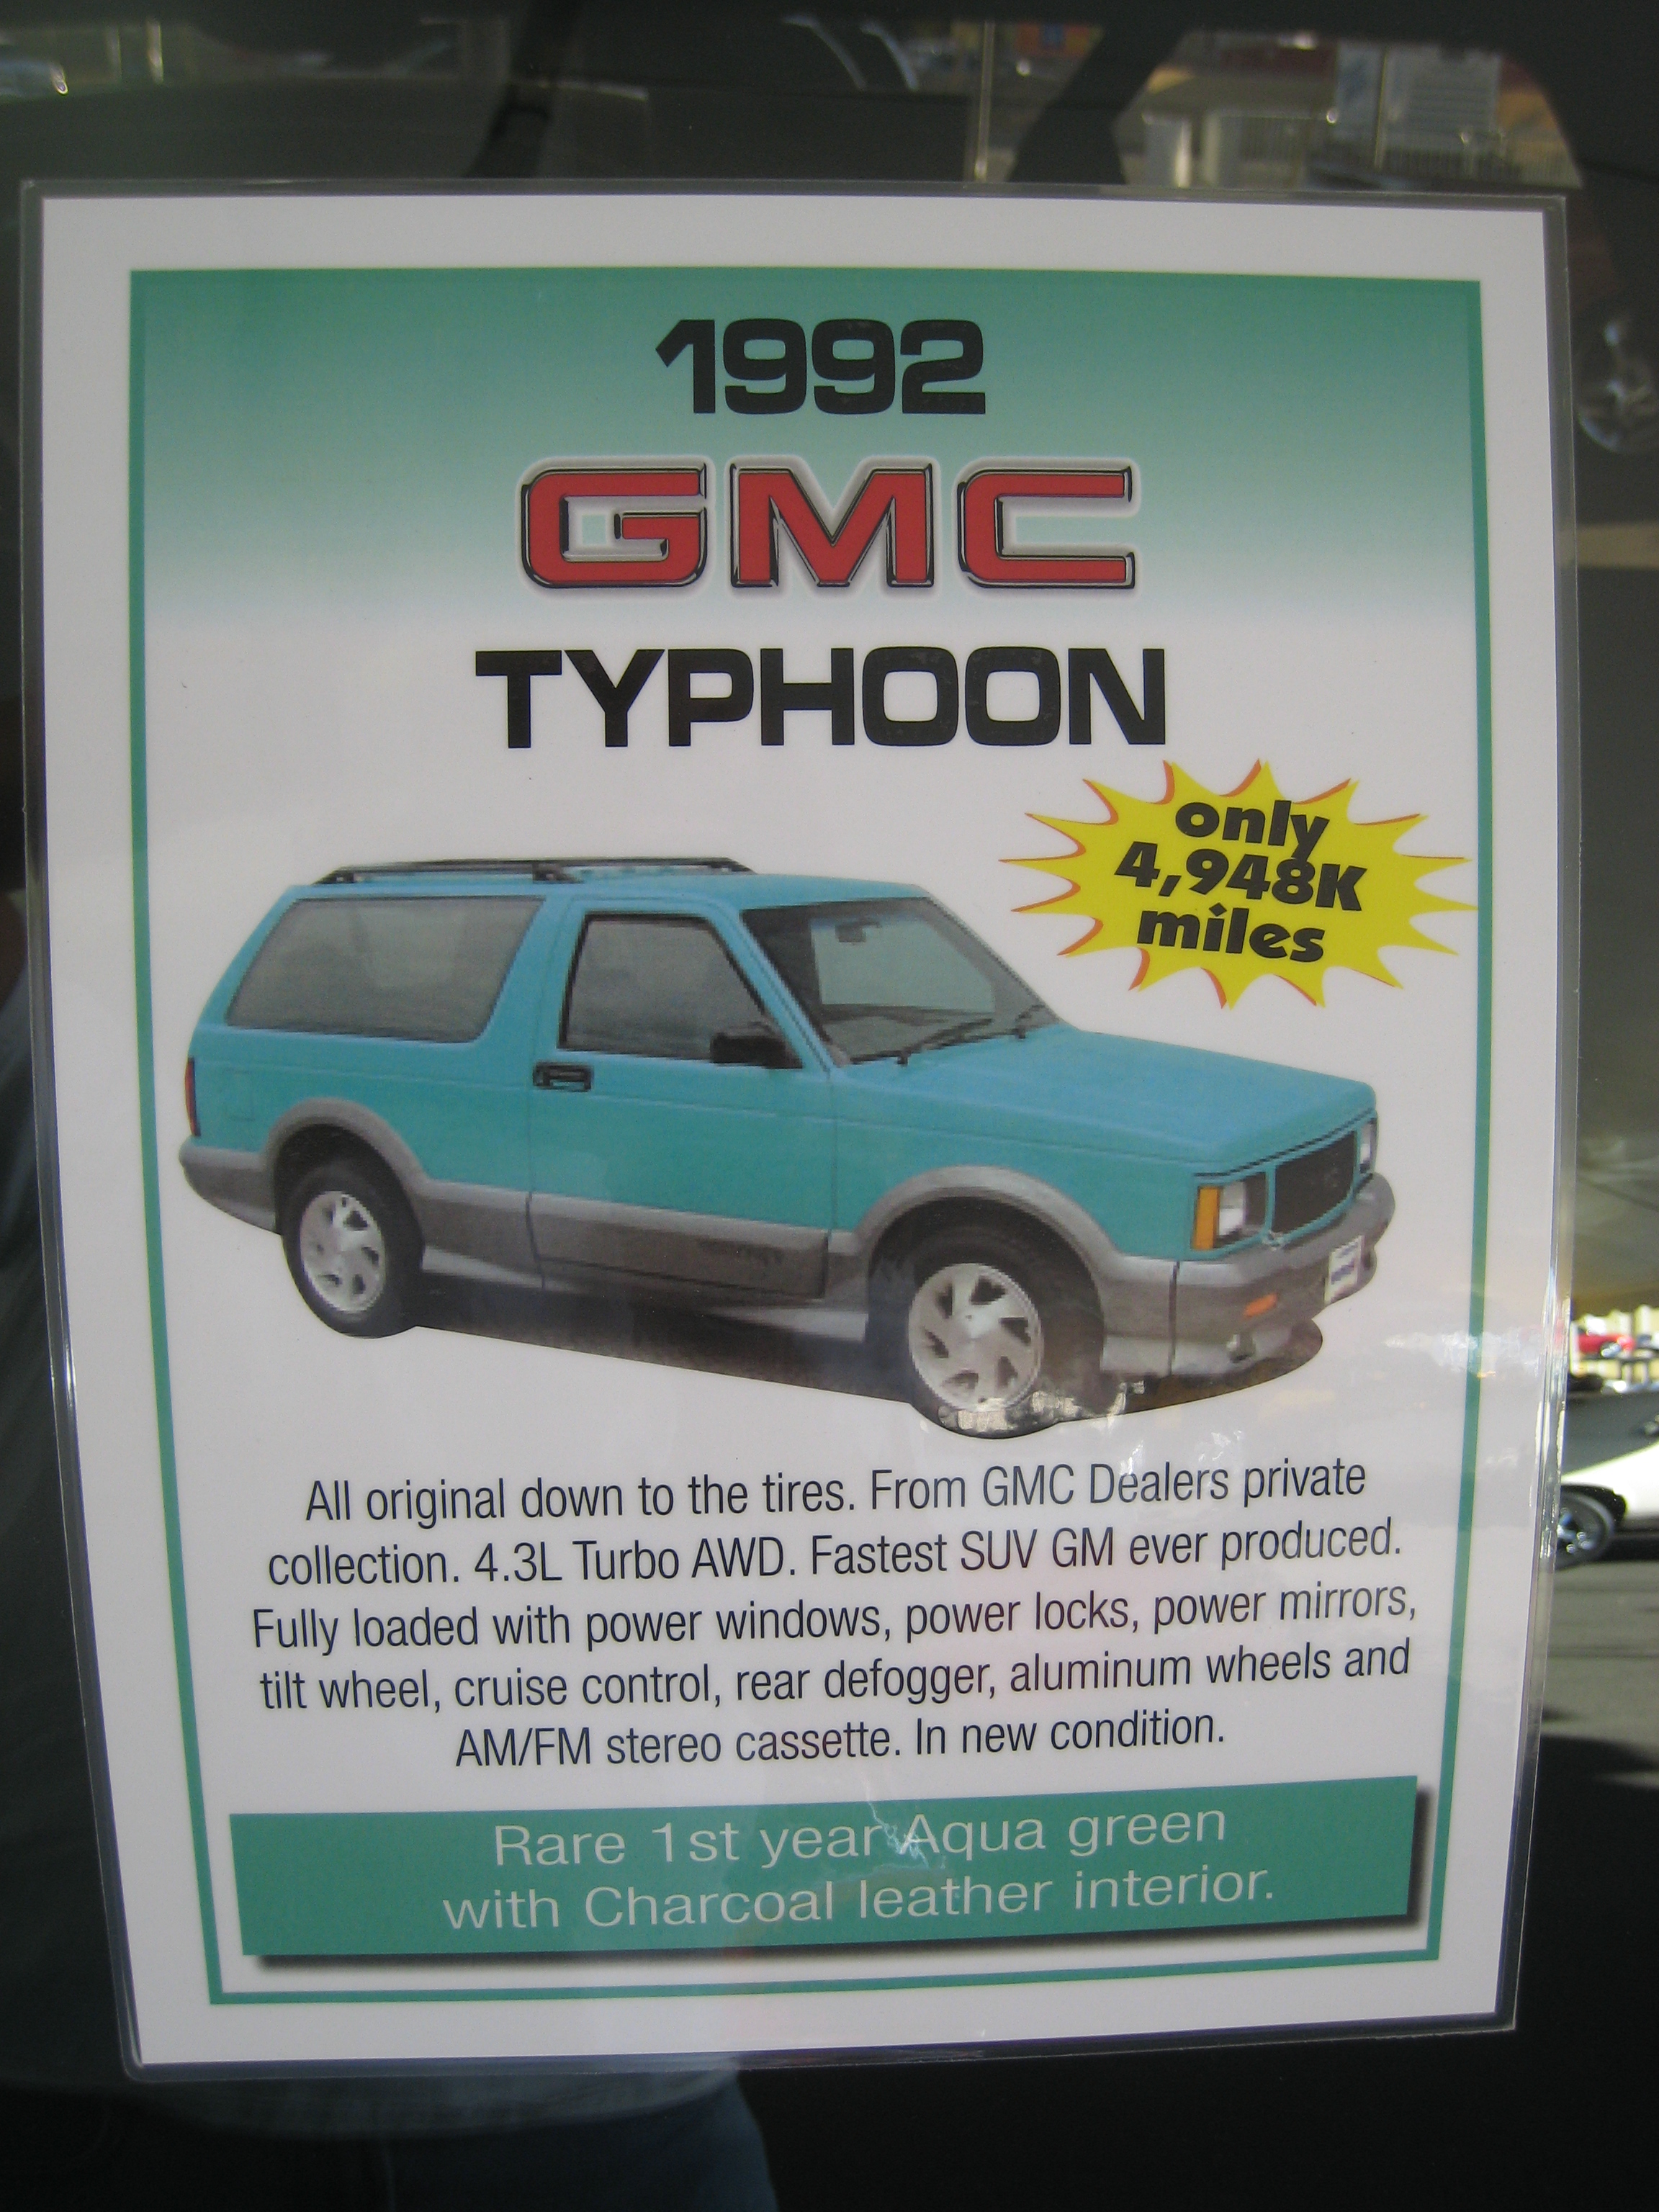 1992
GMC
TYPHOON
only
4,948K
miles
All original down to the tires. From GMC Dealers private
collection. 4.3L Turbo AWD. Fastest SUV GM ever produced.
Fully loaded with power windows, power locks, power mirrors,
tilt wheel, cruise control, rear defogger, aluminum wheels and
AM/FM stereo cassette. In new condition.
Rare 1st year Aqua green
with Charcoal leather interior.